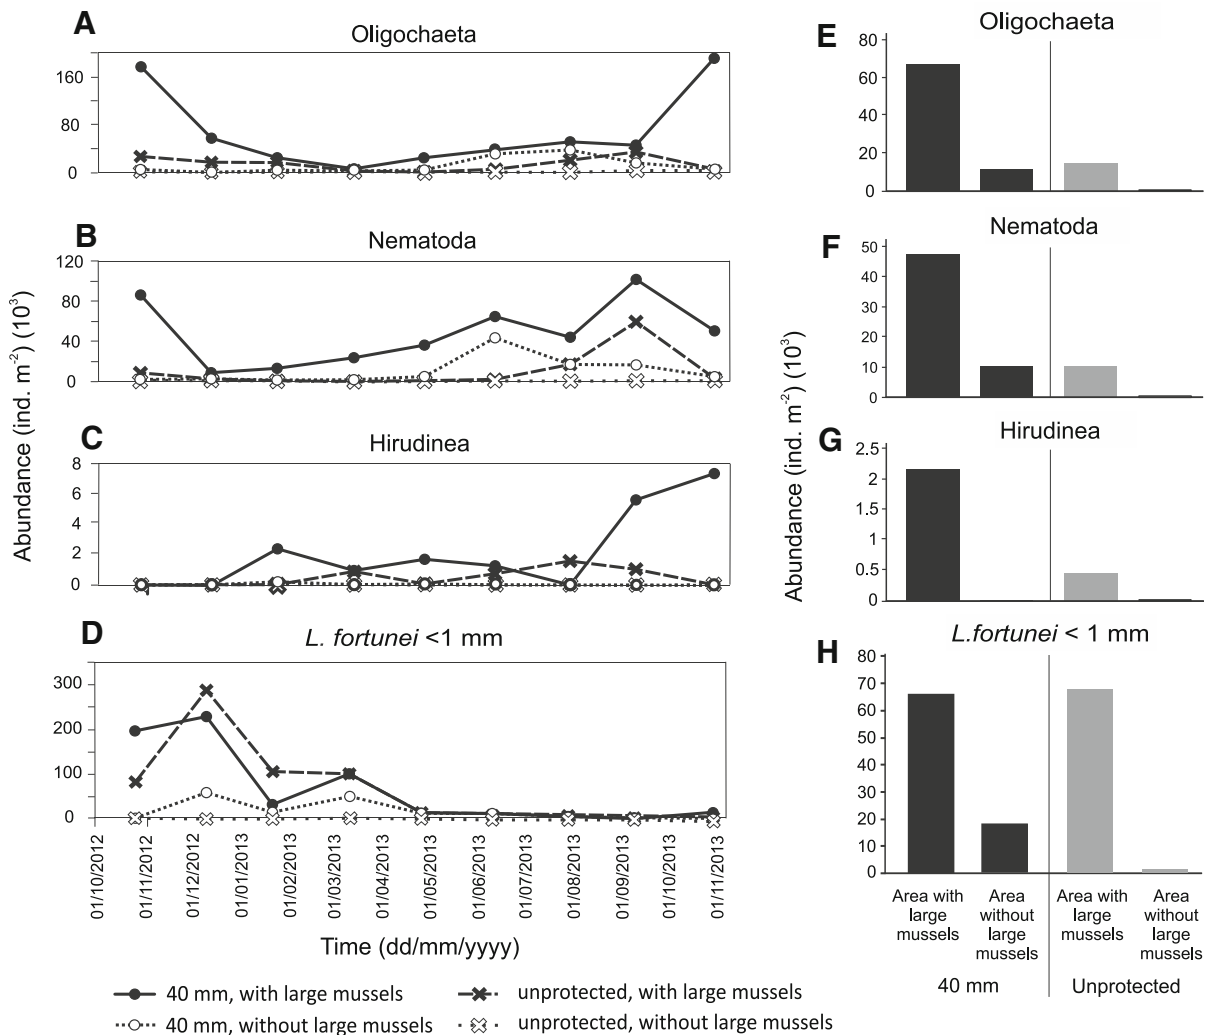 A
Oligochaeta
160
80
0
B
Nematoda
120
80
40
0
C
Hirudinea
8
6
4
2
0
D
L. fortunei <1 mm
300
200
100
0
Abundance (ind. m-2) (10³)
01/10/2012
01/11/2012
01/12/2012
01/01/2013
01/02/2013
01/03/2013
01/04/2013
01/05/2013
01/06/2013
01/07/2013
01/08/2013
01/09/2013
01/10/2013
01/11/2013
Time (dd/mm/yyyy)
40 mm, with large mussels
unprotected, with large mussels
40 mm, without large mussels
unprotected, without large mussels
E
Oligochaeta
80
60
40
20
0
F
Nematoda
50
40
30
20
10
0
G
Hirudinea
2.5
2
1.5
1
0.5
0
H
L.fortunei < 1 mm
80
70
60
50
40
30
20
10
0
Abundance (ind. m-2) (10³)
Area with
large
mussels
Area
without
large
mussels
Area with
large
mussels
Area
without
large
mussels
40 mm
Unprotected